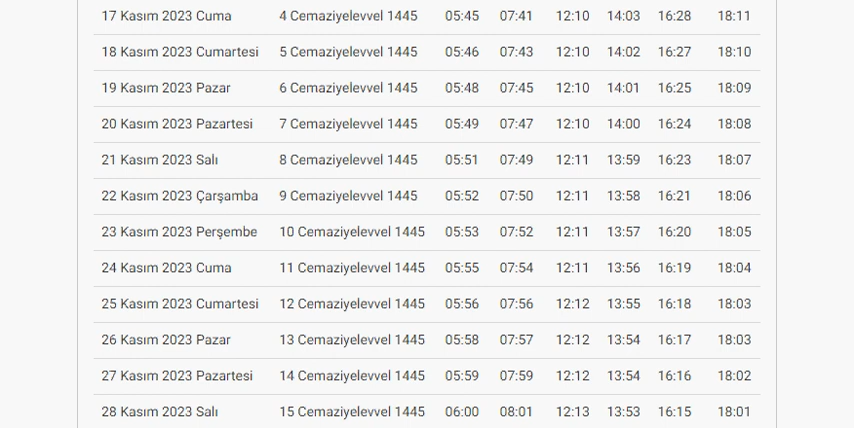 17 Kasım 2023 Cuma 4 Cemaziyelevvel 1445 05:45 07:41 12:10 14:03 16:28 18:11
18 Kasım 2023 Cumartesi 5 Cemaziyelevvel 1445 05:46 07:43 12:10 14:02 16:27 18:10
19 Kasım 2023 Pazar 6 Cemaziyelevvel 1445 05:48 07:45 12:10 14:01 16:25 18:09
20 Kasım 2023 Pazartesi 7 Cemaziyelevvel 1445 05:49 07:47 12:10 14:00 16:24 18:08
21 Kasım 2023 Salı 8 Cemaziyelevvel 1445 05:51 07:49 12:11 13:59 16:23 18:07
22 Kasım 2023 Çarşamba 9 Cemaziyelevvel 1445 05:52 07:50 12:11 13:58 16:21 18:06
23 Kasım 2023 Perşembe 10 Cemaziyelevvel 1445 05:53 07:52 12:11 13:57 16:20 18:05
24 Kasım 2023 Cuma 11 Cemaziyelevvel 1445 05:55 07:54 12:11 13:56 16:19 18:04
25 Kasım 2023 Cumartesi 12 Cemaziyelevvel 1445 05:56 07:56 12:12 13:55 16:18 18:03
26 Kasım 2023 Pazar 13 Cemaziyelevvel 1445 05:58 07:57 12:12 13:54 16:17 18:03
27 Kasım 2023 Pazartesi 14 Cemaziyelevvel 1445 05:59 07:59 12:12 13:54 16:16 18:02
28 Kasım 2023 Salı 15 Cemaziyelevvel 1445 06:00 08:01 12:13 13:53 16:15 18:01